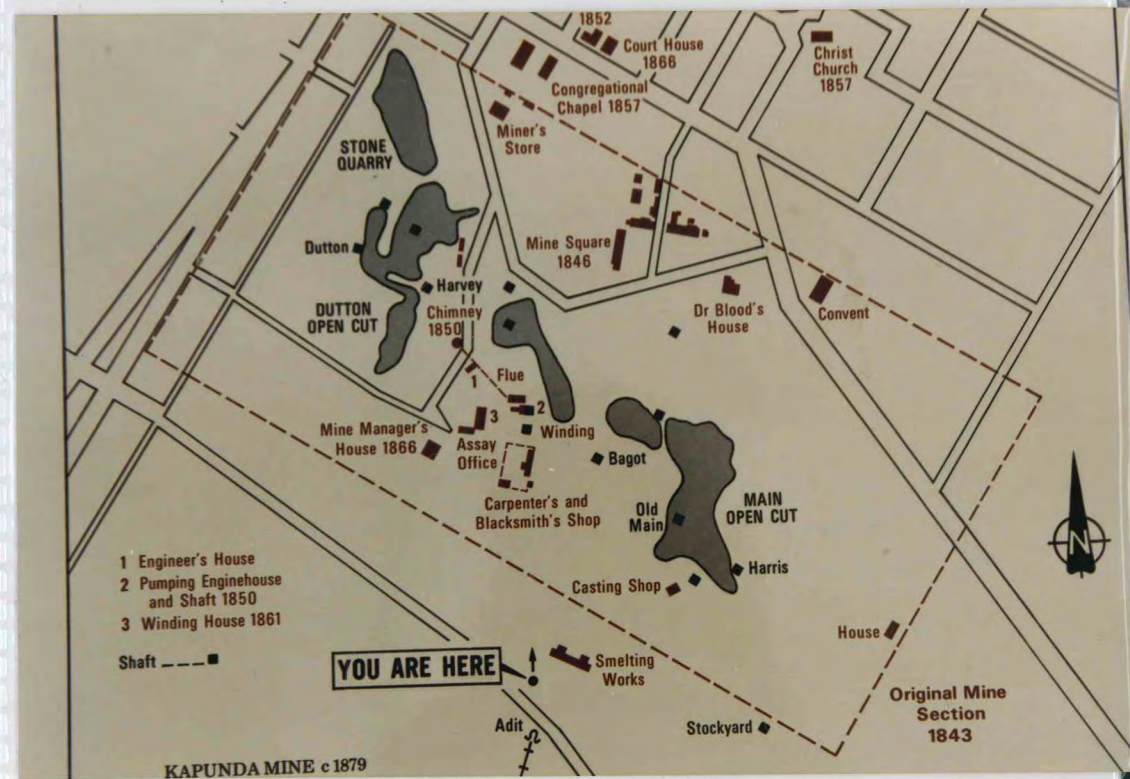 1852
Court House
1866
Christ
Church
1857
Congregational
Chapel 1857
Miner's
Store
STONE
QUARRY
Dutton
Mine Square
1846
Harvey
DUTTON
OPEN CUT
Chimney
1850
Dr Blood's
House
Convent
1
Flue
2
3
Winding
Mine Manager's
House 1866
Assay
Office
Bagot
Carpenter's and
Blacksmith's Shop
Old
Main
MAIN
OPEN CUT
N
Harris
Casting Shop
1 Engineer's House
2 Pumping Enginehouse
and Shaft 1850
3 Winding House 1861
Shaft
House
YOU ARE HERE
Smelting
Works
Original Mine
Section
1843
Adit
Stockyard
KAPUNDA MINE c 1879